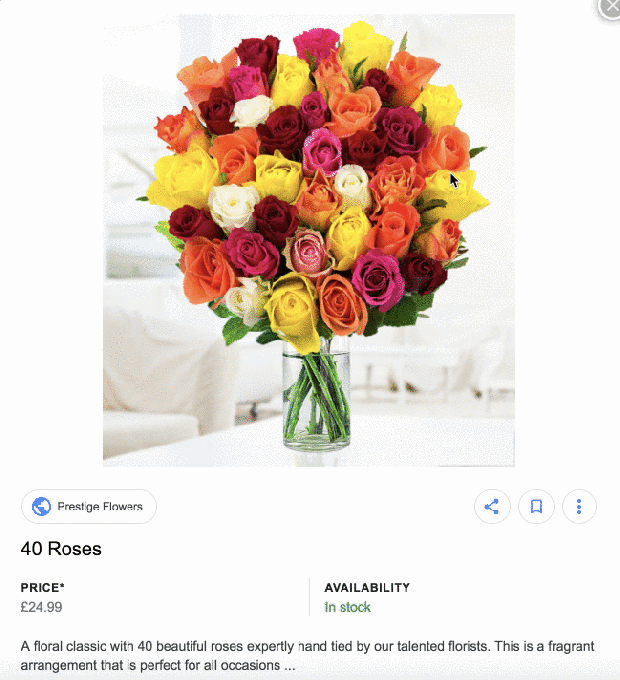 Prestige Flowers
40 Roses
PRICE*
£24.99
AVAILABILITY
In stock
A floral classic with 40 beautiful roses expertly hand tied by our talented florists. This is a fragrant
arrangement that is perfect for all occasions ...